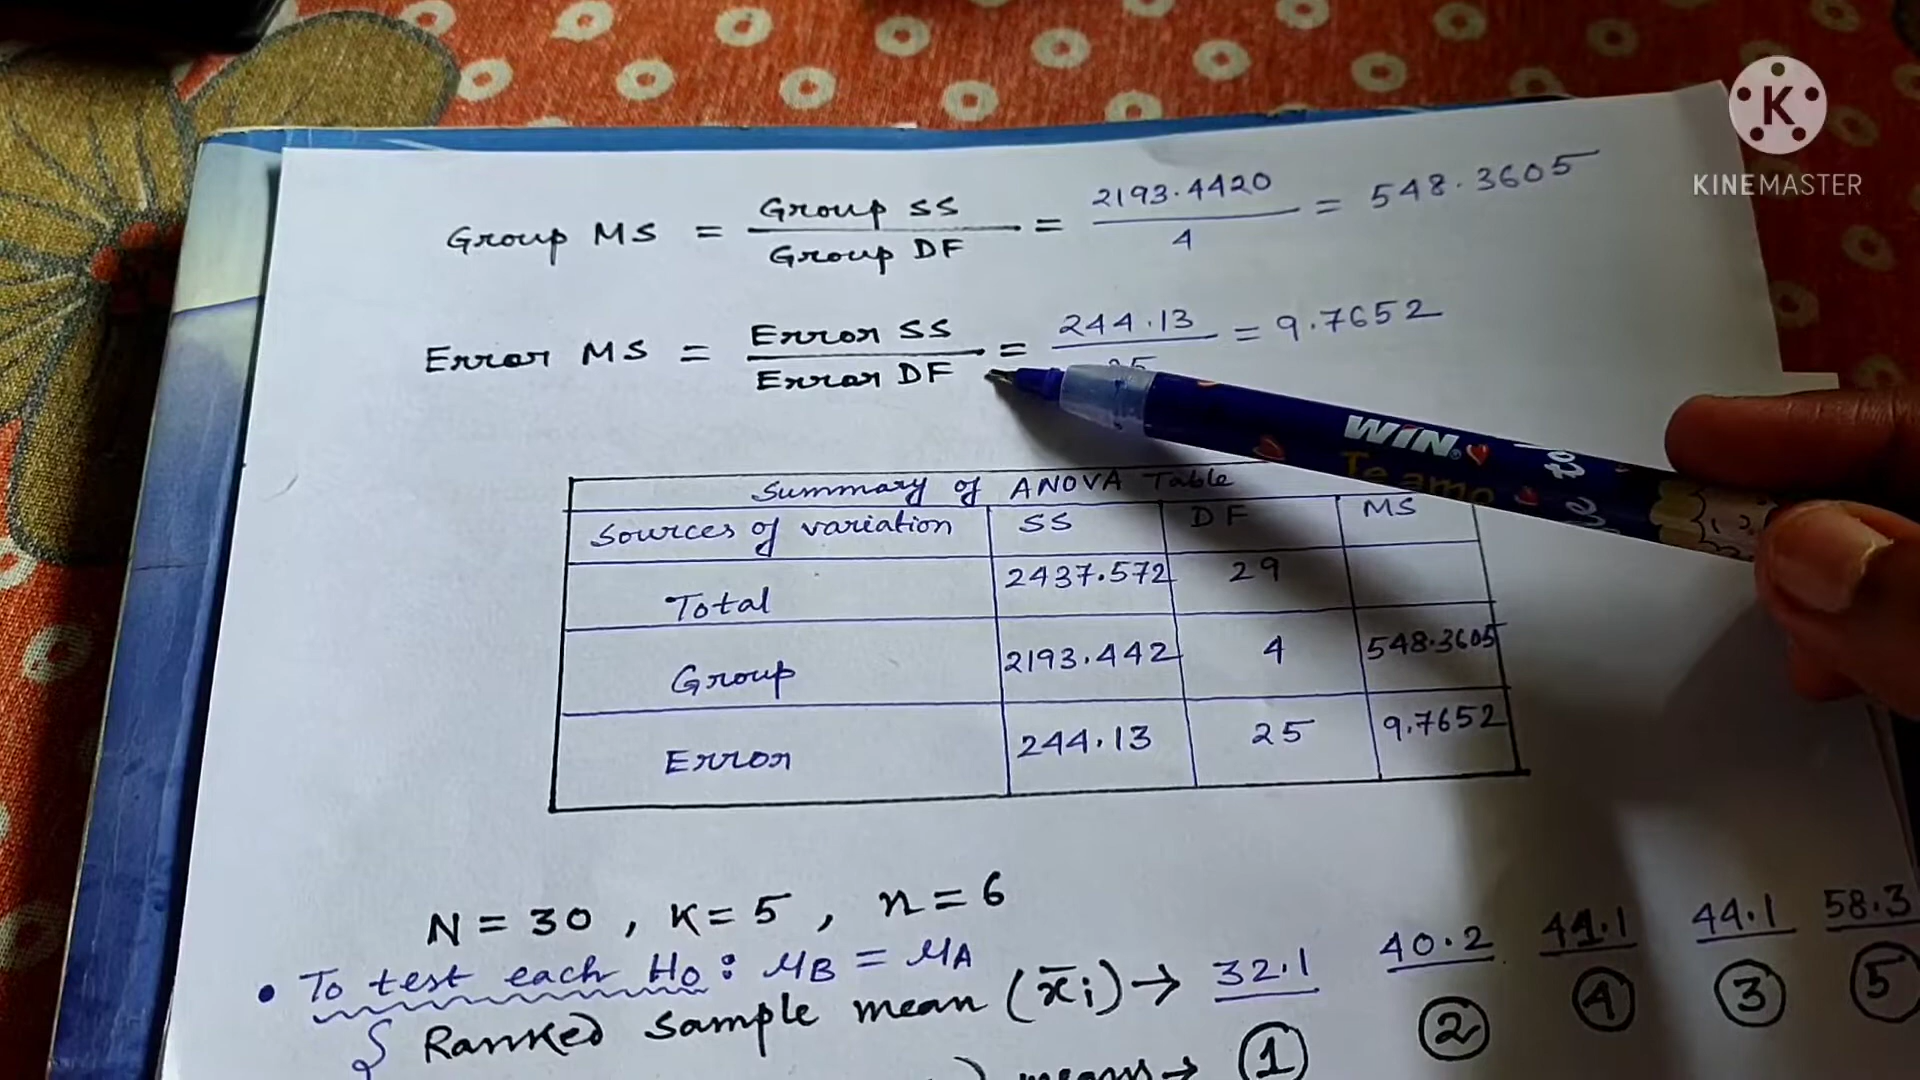 KINEMASTER
Group MS = Group SS / Group DF = 2193.4420 / 4 = 548.3605
Error MS = Error SS / Error DF = 244.13 / 25 = 9.7652
WIN
Te amo
Summary of ANOVA Table
Sources of variation SS DF MS
Total 2437.572 29
Group 2193.442 4 548.3605
Error 244.13 25 9.7652
N = 30, K = 5, n = 6
• To test each H0: μB = μA
Ranked sample mean (x̄i) → 32.1 40.2 44.1 44.1 58.3
means → 1 2 4 3 5